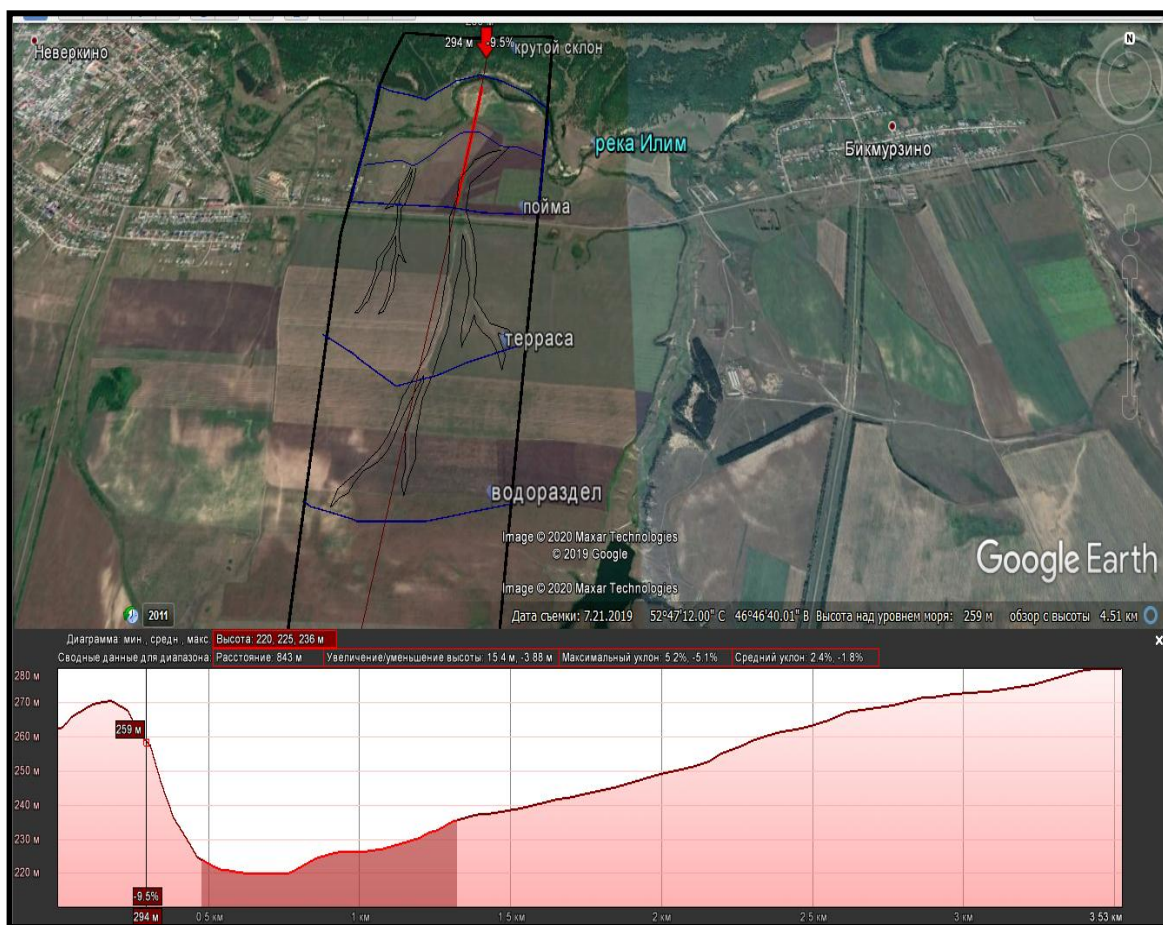 294 м -9.5%
крутой склон
Неверкино
N
река Илим
Бикмурзино
пойма
терраса
водораздел
Image © 2020 Maxar Technologies
© 2019 Google
Image © 2020 Maxar Technologies
Google Earth
2011
Дата съемки: 7.21.2019 52°47'12.00" С 46°46'40.01" В Высота над уровнем моря: 259 м обзор с высоты 4.51 км
Диаграмма: мин., средн., макс. Высота: 220, 225, 236 м
Сводные данные для диапазона: Расстояние: 843 м Увеличение/уменьшение высоты: 15.4 м, -3.88 м Максимальный уклон: 5.2%, -5.1% Средний уклон: 2.4%, -1.8%
280 м
270 м
259 м
260 м
250 м
240 м
230 м
220 м
-9.5%
294 м 0.5 км 1 км 1.5 км 2 км 2.5 км 3 км 3.53 км